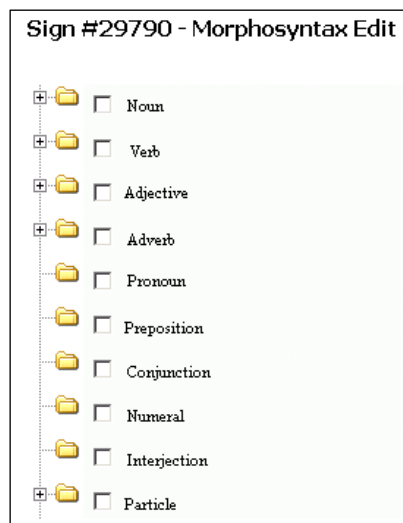 Sign #29790 - Morphosyntax Edit
Noun
Verb
Adjective
Adverb
Pronoun
Preposition
Conjunction
Numeral
Interjection
Particle